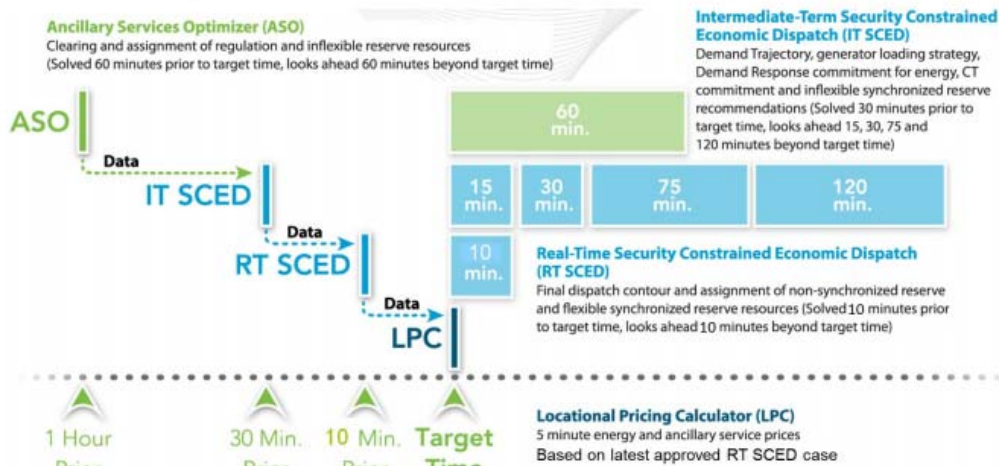 Ancillary Services Optimizer (ASO)
Clearing and assignment of regulation and inflexible reserve resources
(Solved 60 minutes prior to target time, looks ahead 60 minutes beyond target time)
Intermediate-Term Security Constrained
Economic Dispatch (IT SCED)
Demand Trajectory, generator loading strategy,
Demand Response commitment for energy, CT
commitment and inflexible synchronized reserve
recommendations (Solved 30 minutes prior to
target time, looks ahead 15, 30, 75 and
120 minutes beyond target time)
ASO
60
min.
Data
IT SCED
15
min.
30
min.
75
min.
120
min.
Data
RT SCED
10
min.
Real-Time Security Constrained Economic Dispatch
(RT SCED)
Final dispatch contour and assignment of non-synchronized reserve
and flexible synchronized reserve resources (Solved 10 minutes prior
to target time, looks ahead 10 minutes beyond target time)
Data
LPC
1 Hour
Prior
30 Min.
Prior
10 Min.
Prior
Target
Time
Locational Pricing Calculator (LPC)
5 minute energy and ancillary service prices
Based on latest approved RT SCED case